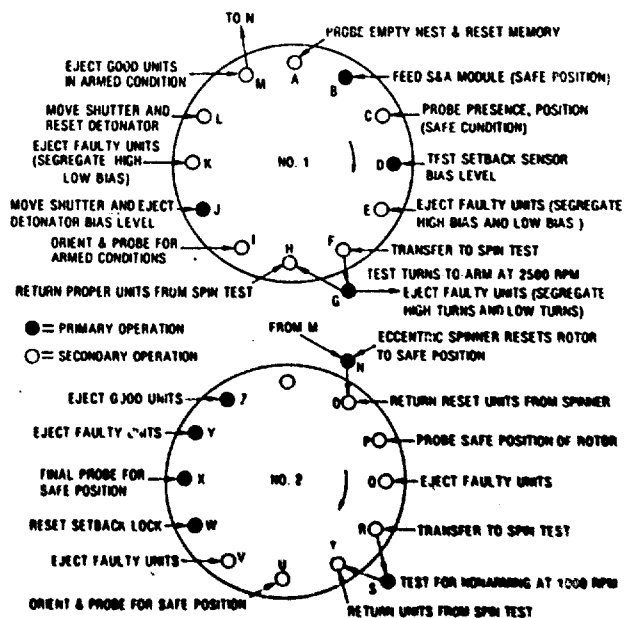 TO N
PROBE EMPTY NEST & RESET MEMORY
EJECT GOOD UNITS
IN ARMED CONDITION
M
A
B
FEED S&A MODULE (SAFE POSITION)
MOVE SHUTTER AND
RESET DETONATOR
L
C
PROBE PRESENCE, POSITION
(SAFE CONDITION)
EJECT FAULTY UNITS
(SEGREGATE HIGH
LOW BIAS)
K
NO. 1
D
TEST SETBACK SENSOR
BIAS LEVEL
MOVE SHUTTER AND EJECT
DETONATOR BIAS LEVEL
J
E
EJECT FAULTY UNITS (SEGREGATE
HIGH BIAS AND LOW BIAS)
ORIENT & PROBE FOR
ARMED CONDITIONS
I
H
F
TRANSFER TO SPIN TEST
RETURN PROPER UNITS FROM SPIN TEST
G
TEST TURNS TO ARM AT 2500 RPM
EJECT FAULTY UNITS (SEGREGATE
HIGH TURNS AND LOW TURNS)
= PRIMARY OPERATION
= SECONDARY OPERATION
FROM M
N
ECCENTRIC SPINNER RESETS ROTOR
TO SAFE POSITION
EJECT GOOD UNITS
Z
O
RETURN RESET UNITS FROM SPINNER
EJECT FAULTY UNITS
Y
P
PROBE SAFE POSITION OF ROTOR
FINAL PROBE FOR
SAFE POSITION
X
NO. 2
Q
EJECT FAULTY UNITS
RESET SETBACK LOCK
W
R
TRANSFER TO SPIN TEST
EJECT FAULTY UNITS
V
U
S
TEST FOR NONARMING AT 1000 RPM
ORIENT & PROBE FOR SAFE POSITION
RETURN UNITS FROM SPIN TEST